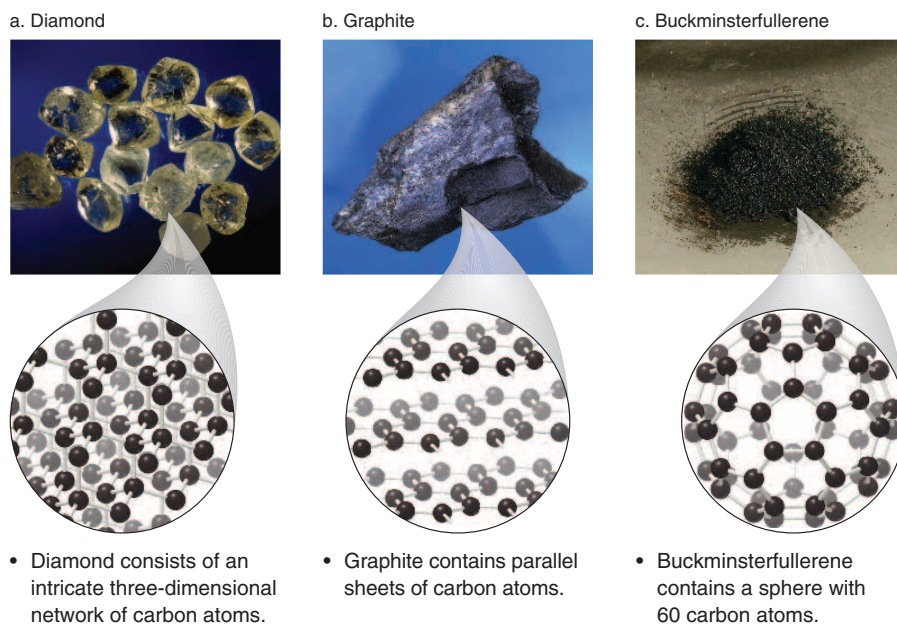 a. Diamond
b. Graphite
c. Buckminsterfullerene
• Diamond consists of an
intricate three-dimensional
network of carbon atoms.
• Graphite contains parallel
sheets of carbon atoms.
• Buckminsterfullerene
contains a sphere with
60 carbon atoms.